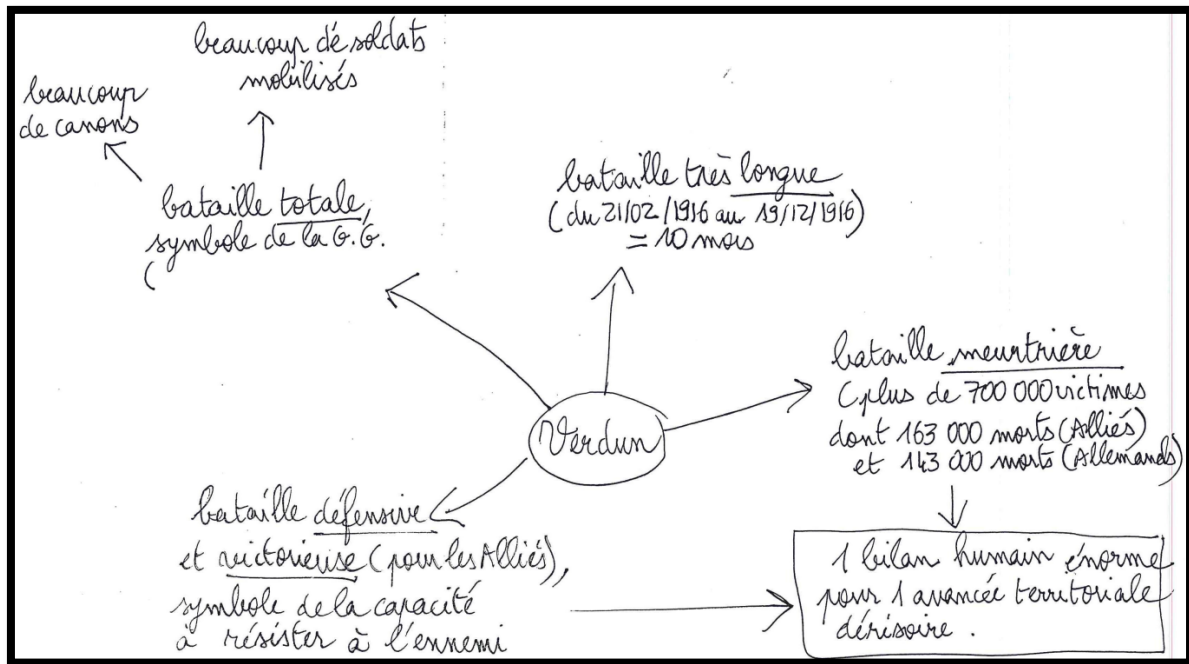 beaucoup de soldats
mobilisés
beaucoup
de canons
bataille totale,
symbole de la G.G.
(
bataille très longue
(du 21/02/1916 au 19/12/1916)
= 10 mois
bataille meurtrière
(plus de 700 000 victimes
dont 163 000 morts (Alliés)
et 143 000 morts (Allemands)
Verdun
bataille défensive
et victorieuse (pour les Alliés),
symbole de la capacité
à résister à l'ennemi
1 bilan humain énorme
pour 1 avancée territoriale
dérisoire.